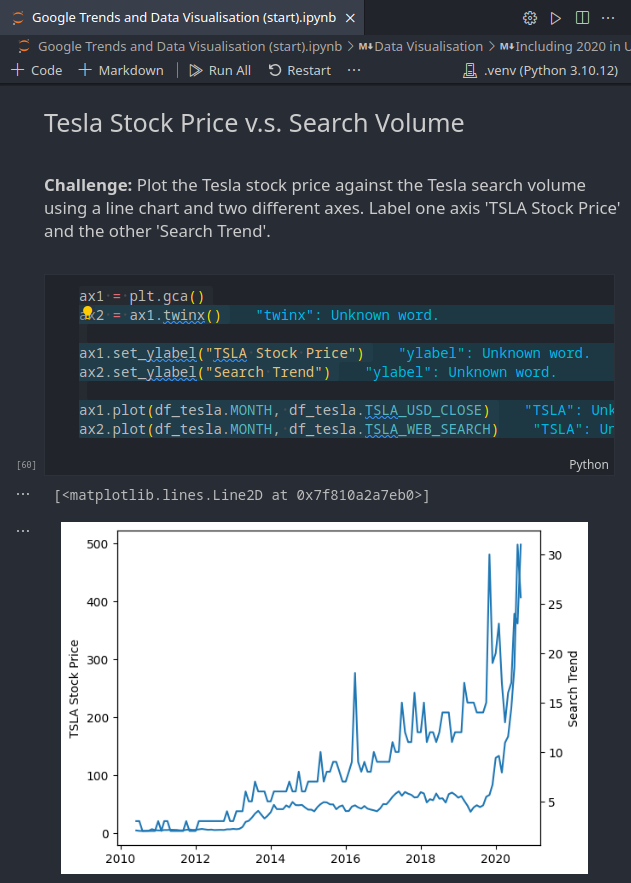 Google Trends and Data Visualisation (start).ipynb ×
Google Trends and Data Visualisation (start).ipynb > M↓Data Visualisation > M↓Including 2020 in U
+ Code + Markdown | Run All Restart ··· .venv (Python 3.10.12)
Tesla Stock Price v.s. Search Volume
Challenge: Plot the Tesla stock price against the Tesla search volume
using a line chart and two different axes. Label one axis 'TSLA Stock Price'
and the other 'Search Trend'.
ax1 = plt.gca()
ax2 = ax1.twinx() "twinx": Unknown word.
ax1.set_ylabel("TSLA Stock Price") "ylabel": Unknown word.
ax2.set_ylabel("Search Trend") "ylabel": Unknown word.
ax1.plot(df_tesla.MONTH, df_tesla.TSLA_USD_CLOSE) "TSLA": Unk
ax2.plot(df_tesla.MONTH, df_tesla.TSLA_WEB_SEARCH) "TSLA": Un
[60] Python
··· [<matplotlib.lines.Line2D at 0x7f810a2a7eb0>]
···
500
400
300
200
100
0
TSLA Stock Price
30
25
20
15
10
5
Search Trend
2010 2012 2014 2016 2018 2020